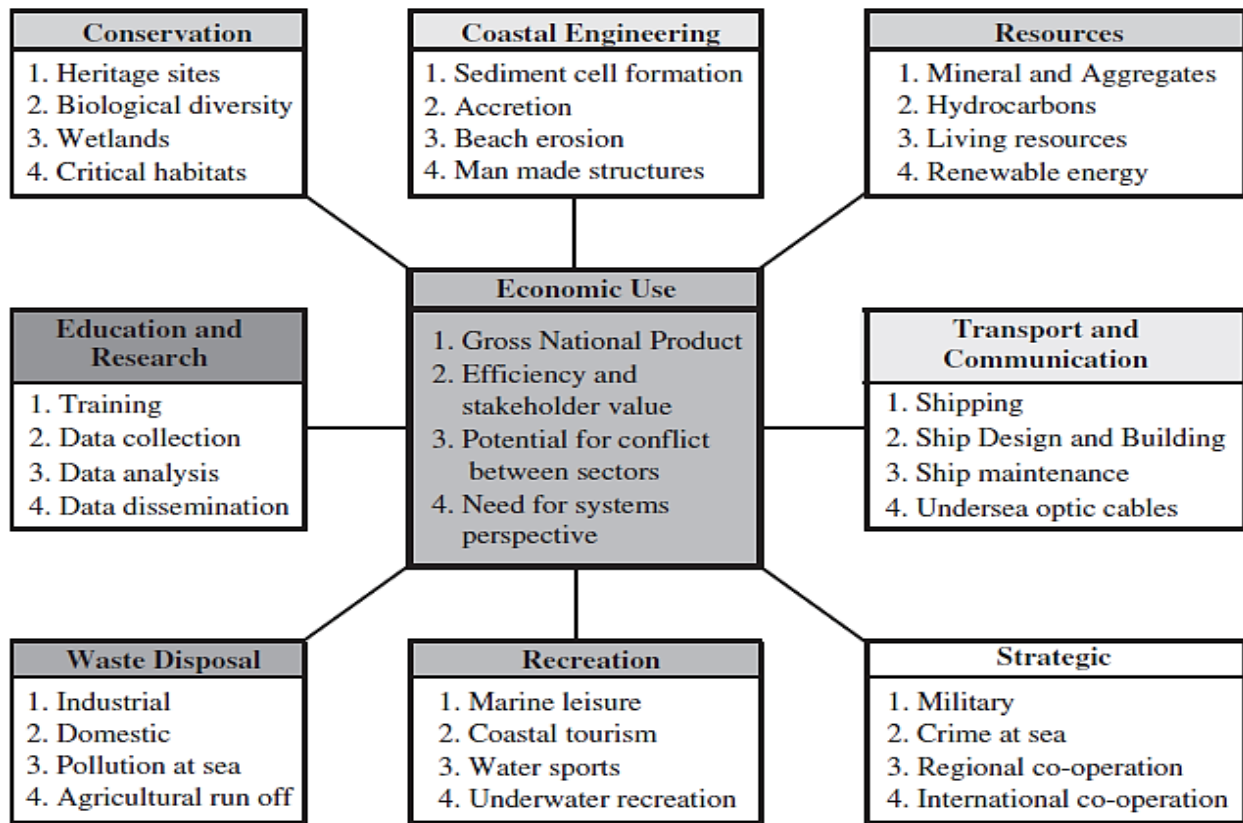 Conservation
1. Heritage sites
2. Biological diversity
3. Wetlands
4. Critical habitats
Coastal Engineering
1. Sediment cell formation
2. Accretion
3. Beach erosion
4. Man made structures
Resources
1. Mineral and Aggregates
2. Hydrocarbons
3. Living resources
4. Renewable energy
Education and
Research
1. Training
2. Data collection
3. Data analysis
4. Data dissemination
Economic Use
1. Gross National Product
2. Efficiency and
stakeholder value
3. Potential for conflict
between sectors
4. Need for systems
perspective
Transport and
Communication
1. Shipping
2. Ship Design and Building
3. Ship maintenance
4. Undersea optic cables
Waste Disposal
1. Industrial
2. Domestic
3. Pollution at sea
4. Agricultural run off
Recreation
1. Marine leisure
2. Coastal tourism
3. Water sports
4. Underwater recreation
Strategic
1. Military
2. Crime at sea
3. Regional co-operation
4. International co-operation